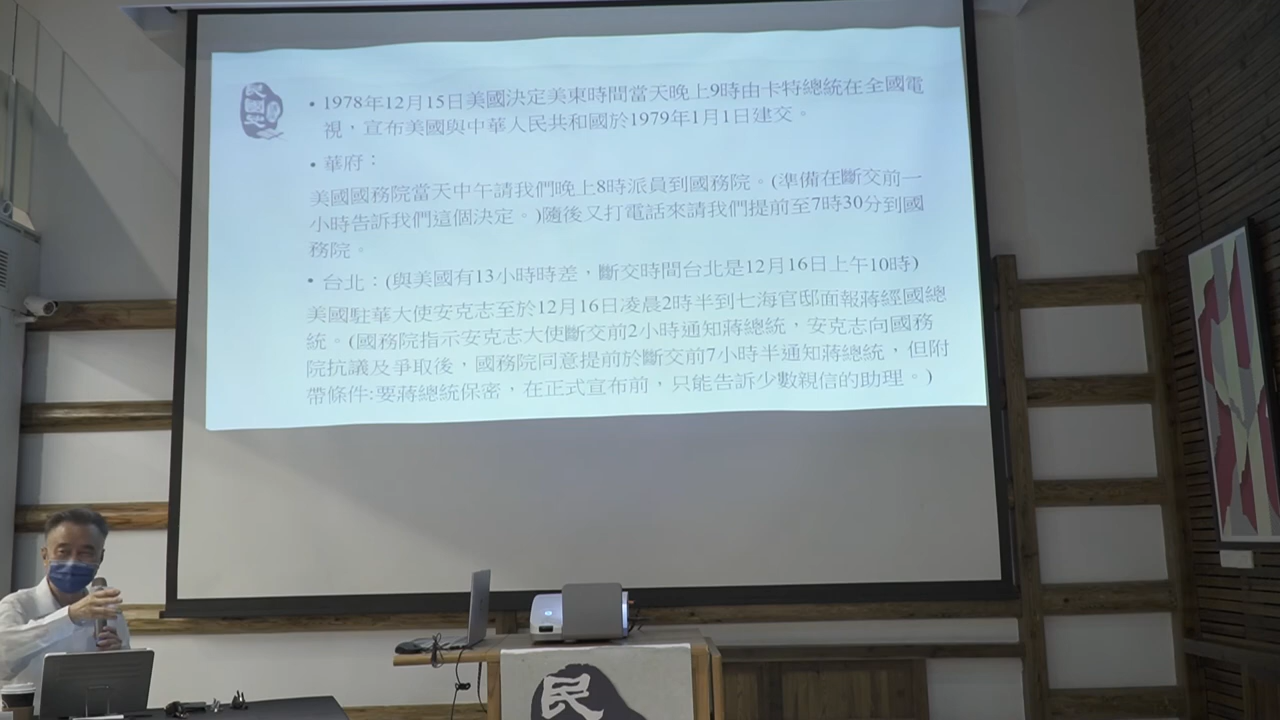 民國史
• 1978年12月15日美國決定美東時間當天晚上9時由卡特總統在全國電
視，宣布美國與中華人民共和國於1979年1月1日建交。
• 華府：
美國國務院當天中午請我們晚上8時派員到國務院。(準備在斷交前一
小時告訴我們這個決定。)隨後又打電話來請我們提前至7時30分到國
務院。
• 台北：(與美國有13小時時差，斷交時間台北是12月16日上午10時)
美國駐華大使安克志至於12月16日凌晨2時半到七海官邸面報蔣經國總
統。(國務院指示安克志大使斷交前2小時通知蔣總統，安克志向國務
院抗議及爭取後，國務院同意提前於斷交前7小時半通知蔣總統，但附
帶條件:要蔣總統保密，在正式宣布前，只能告訴少數親信的助理。)
民